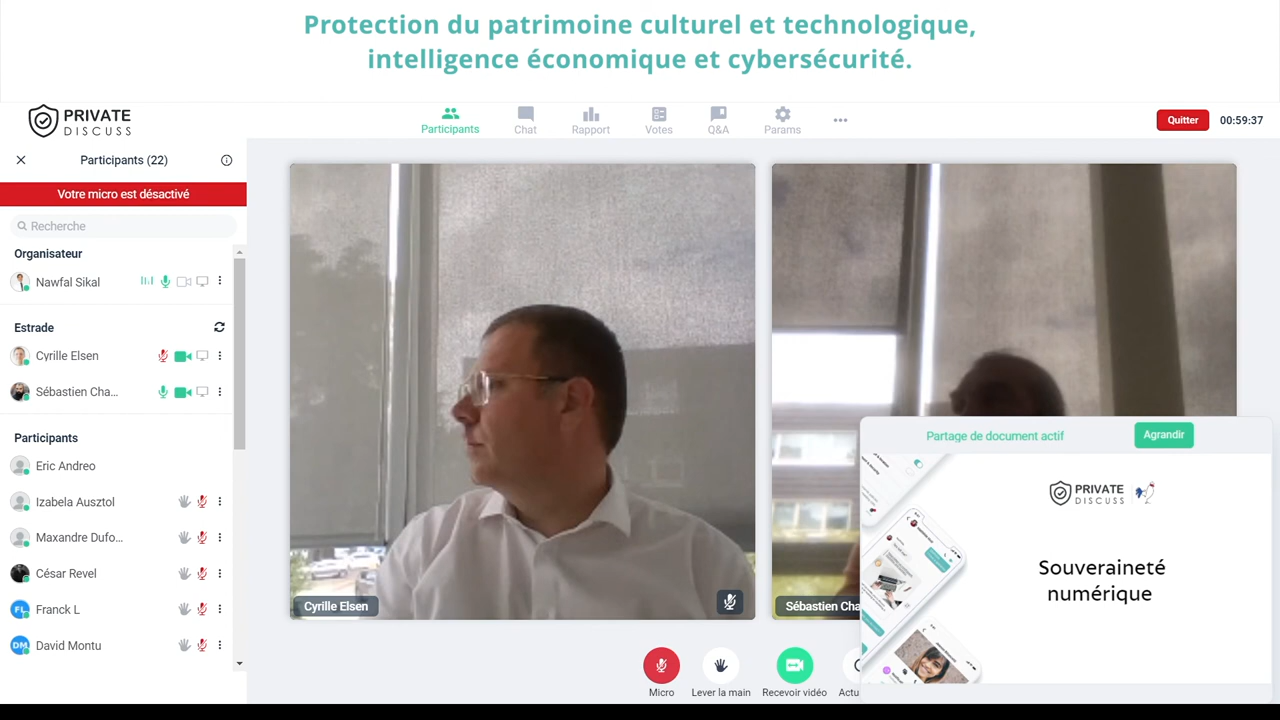 Protection du patrimoine culturel et technologique,
intelligence économique et cybersécurité.
PRIVATE
DISCUSS
Participants
Chat
Rapport
Votes
Q&A
Params
Quitter
00:59:37
Participants (22)
Votre micro est désactivé
Recherche
Organisateur
Nawfal Sikal
Estrade
Cyrille Elsen
Sébastien Cha...
Participants
Eric Andreo
Izabela Ausztol
Maxandre Dufo...
César Revel
FL Franck L
DM David Montu
Cyrille Elsen
Sébastien Cha
Partage de document actif
Agrandir
PRIVATE
DISCUSS
Souveraineté
numérique
Micro
Lever la main
Recevoir vidéo
Actu